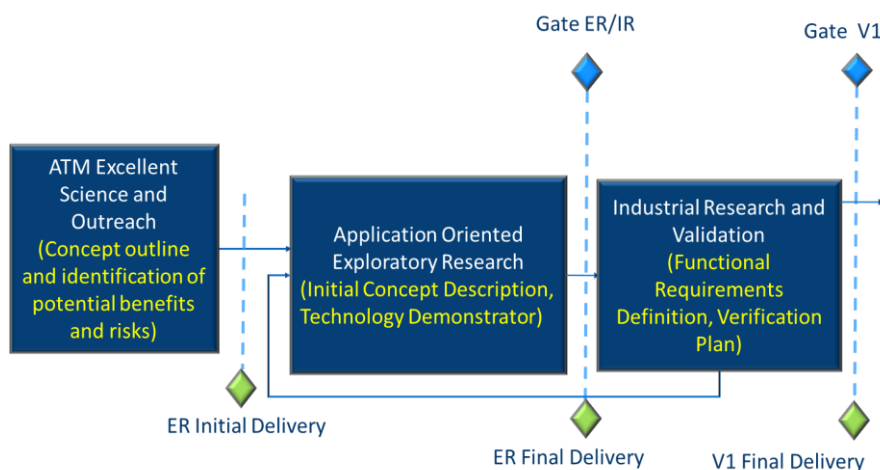 Gate ER/IR
Gate V1
ATM Excellent
Science and
Outreach
(Concept outline
and identification of
potential benefits
and risks)
Application Oriented
Exploratory Research
(Initial Concept Description,
Technology Demonstrator)
Industrial Research and
Validation
(Functional
Requirements
Definition, Verification
Plan)
ER Initial Delivery
ER Final Delivery
V1 Final Delivery